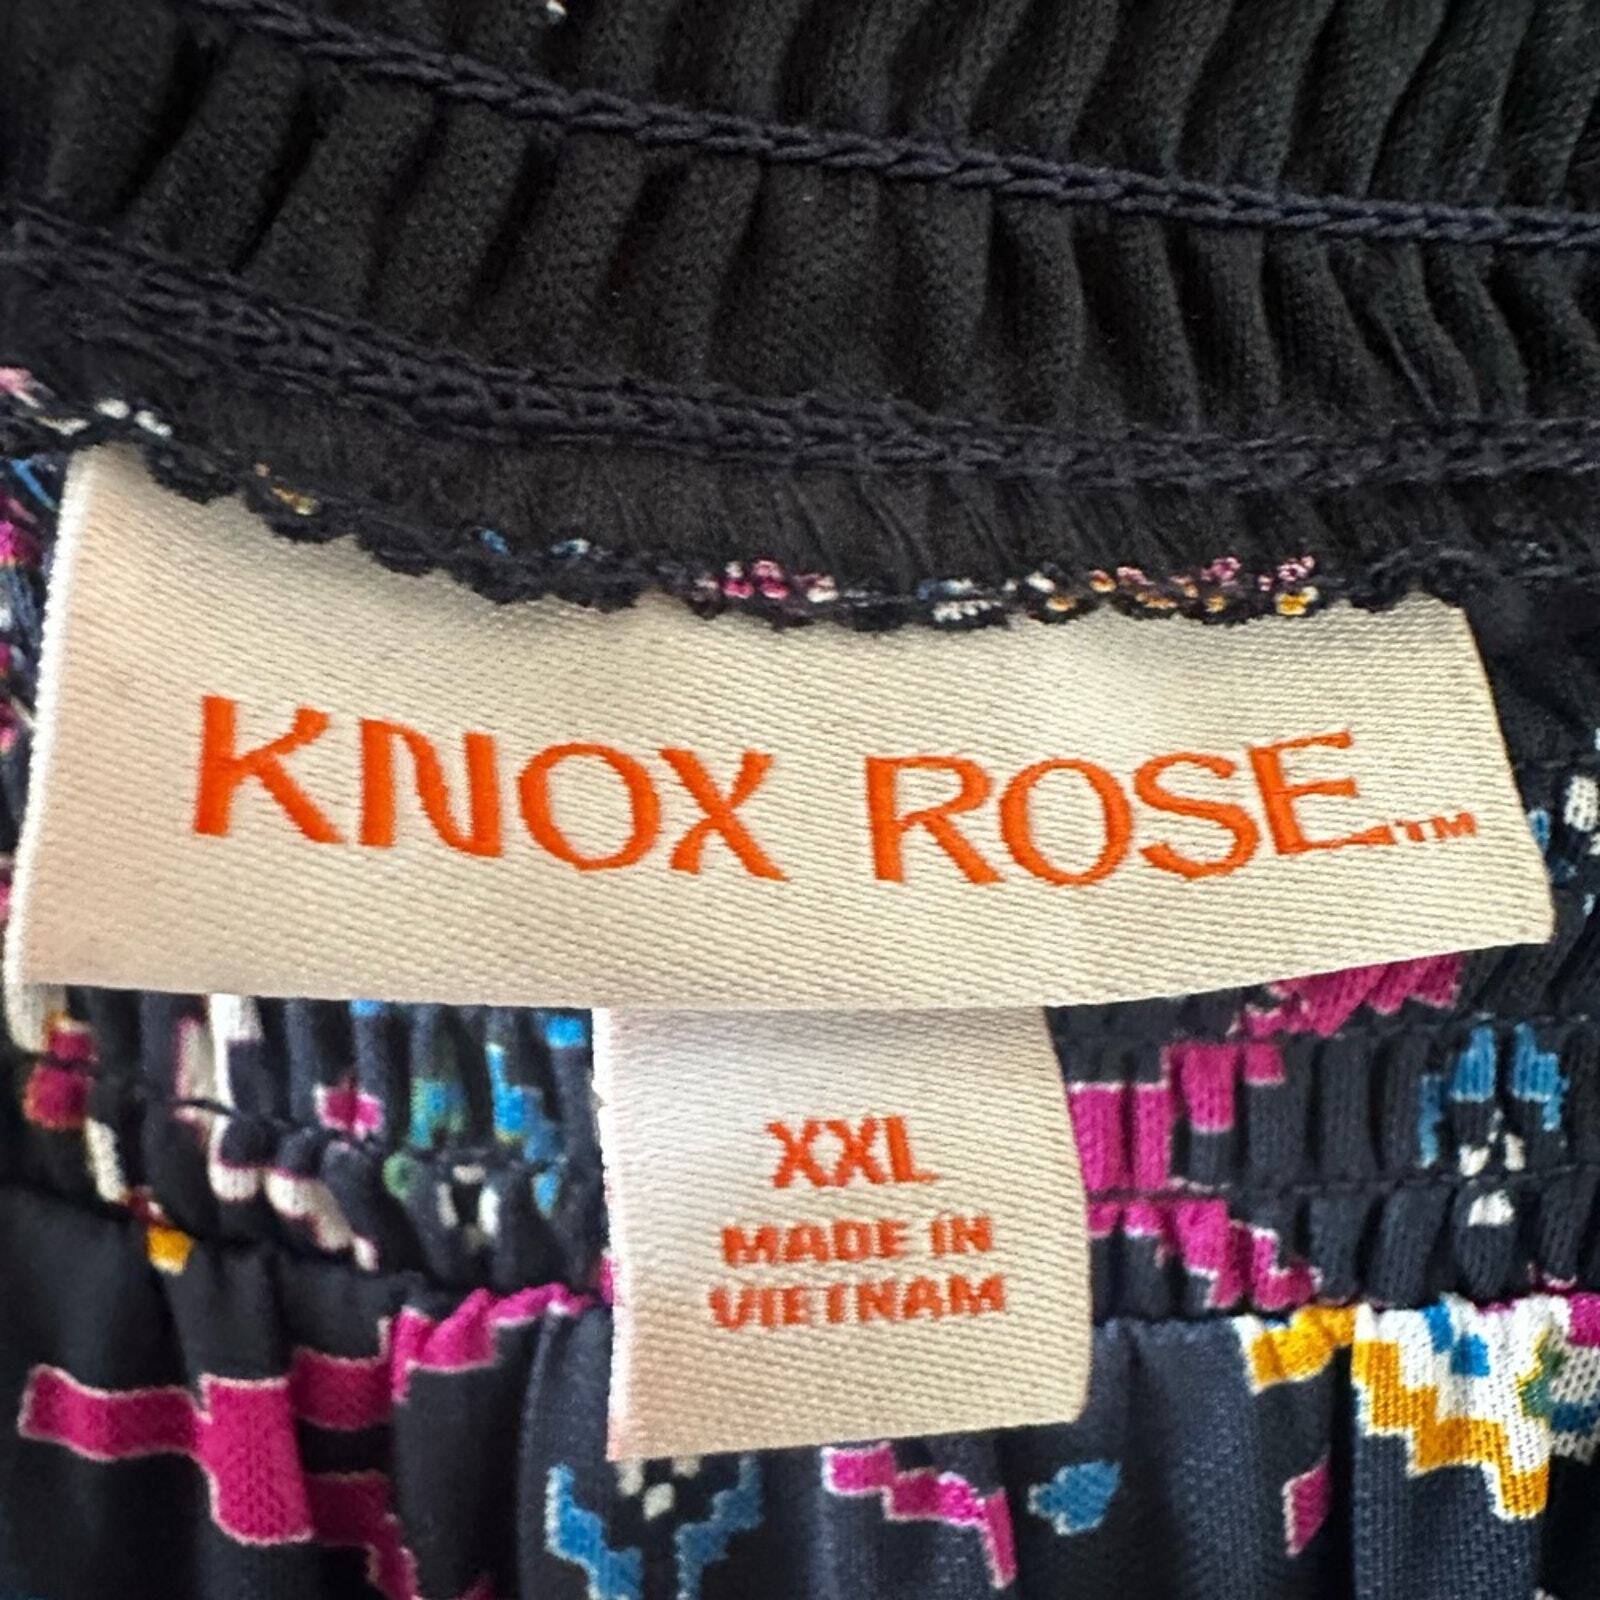 KNOX ROSE™
XXL
MADE IN
VIETNAM